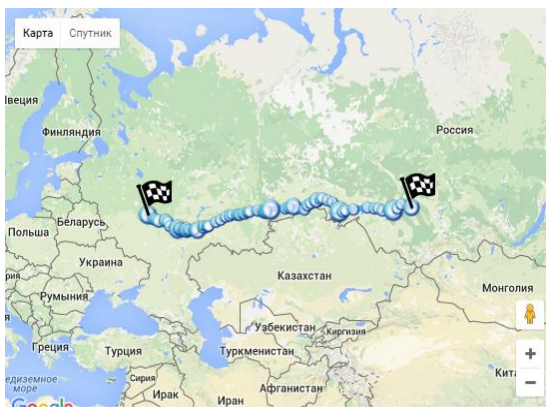 Карта Спутник
Швеция
Финляндия
Россия
Беларусь
Польша
Украина
Казахстан
Монголия
Румыния
Узбекистан
Киргизия
Греция
Турция
Туркменистан
Сирия
Афганистан
море
Ирак
Иран
Google